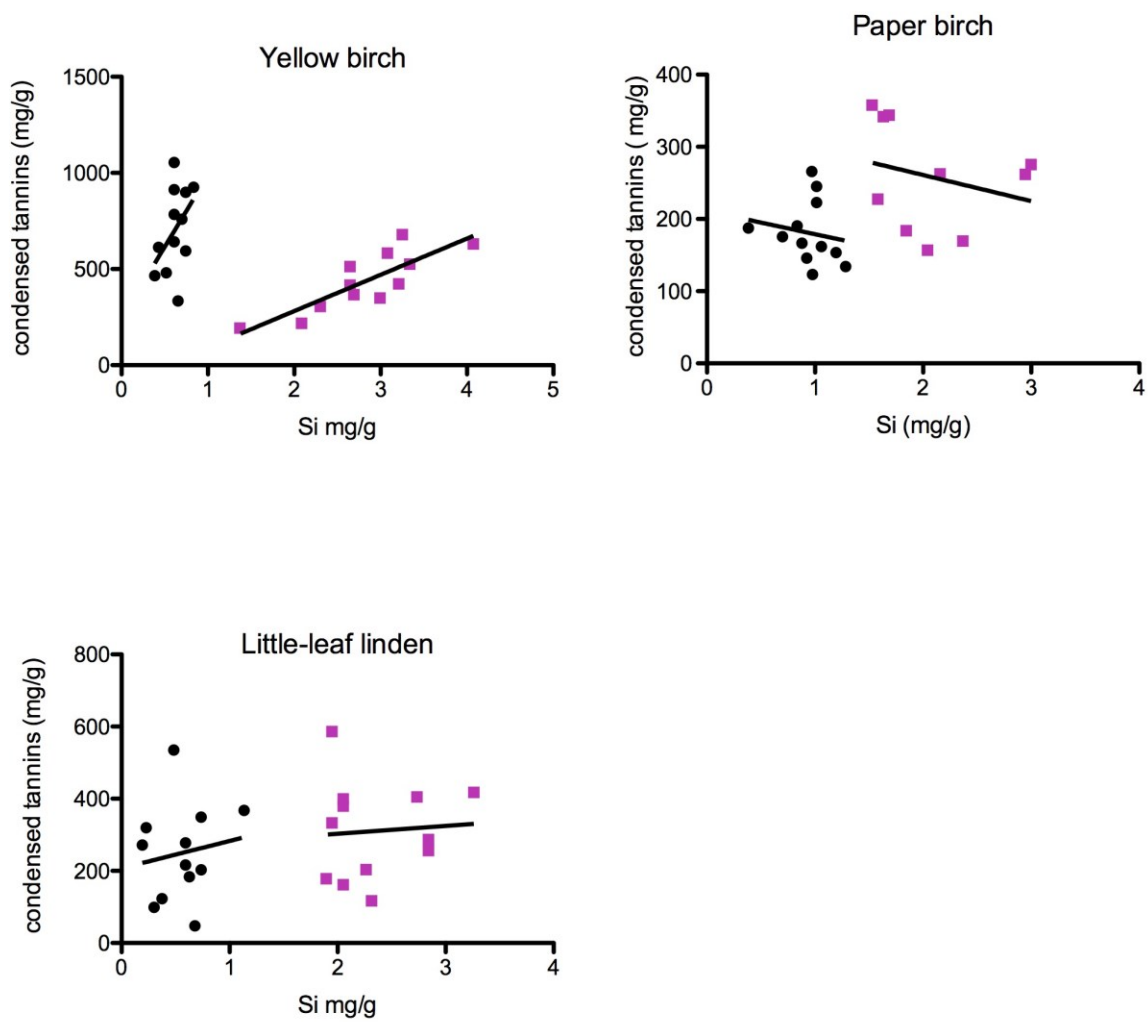 Yellow birch
condensed tannins (mg/g)
1500
1000
500
0
0 1 2 3 4 5
Si mg/g
Paper birch
condensed tannins ( mg/g)
400
300
200
100
0
0 1 2 3 4
Si (mg/g)
Little-leaf linden
condensed tannins (mg/g)
800
600
400
200
0
0 1 2 3 4
Si mg/g